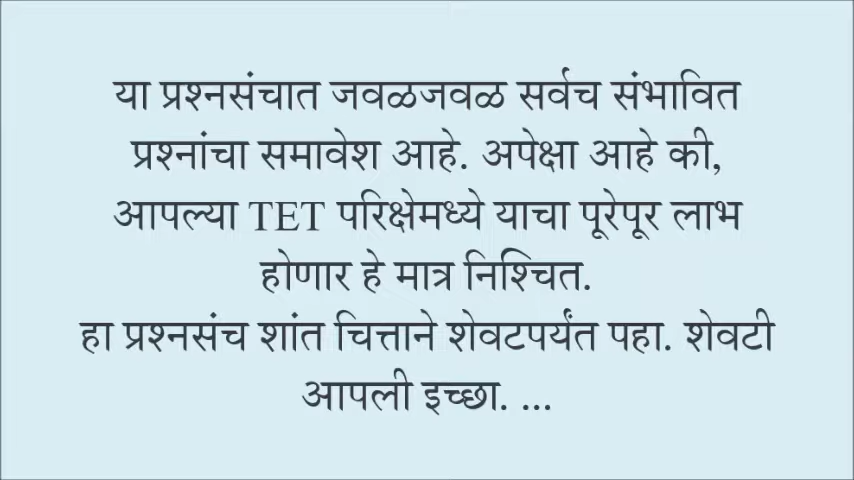 या प्रश्नसंचात जवळजवळ सर्वच संभावित
प्रश्नांचा समावेश आहे. अपेक्षा आहे की,
आपल्या TET परिक्षेमध्ये याचा पूरेपूर लाभ
होणार हे मात्र निश्चित.
हा प्रश्नसंच शांत चित्ताने शेवटपर्यंत पहा. शेवटी
आपली इच्छा. ...